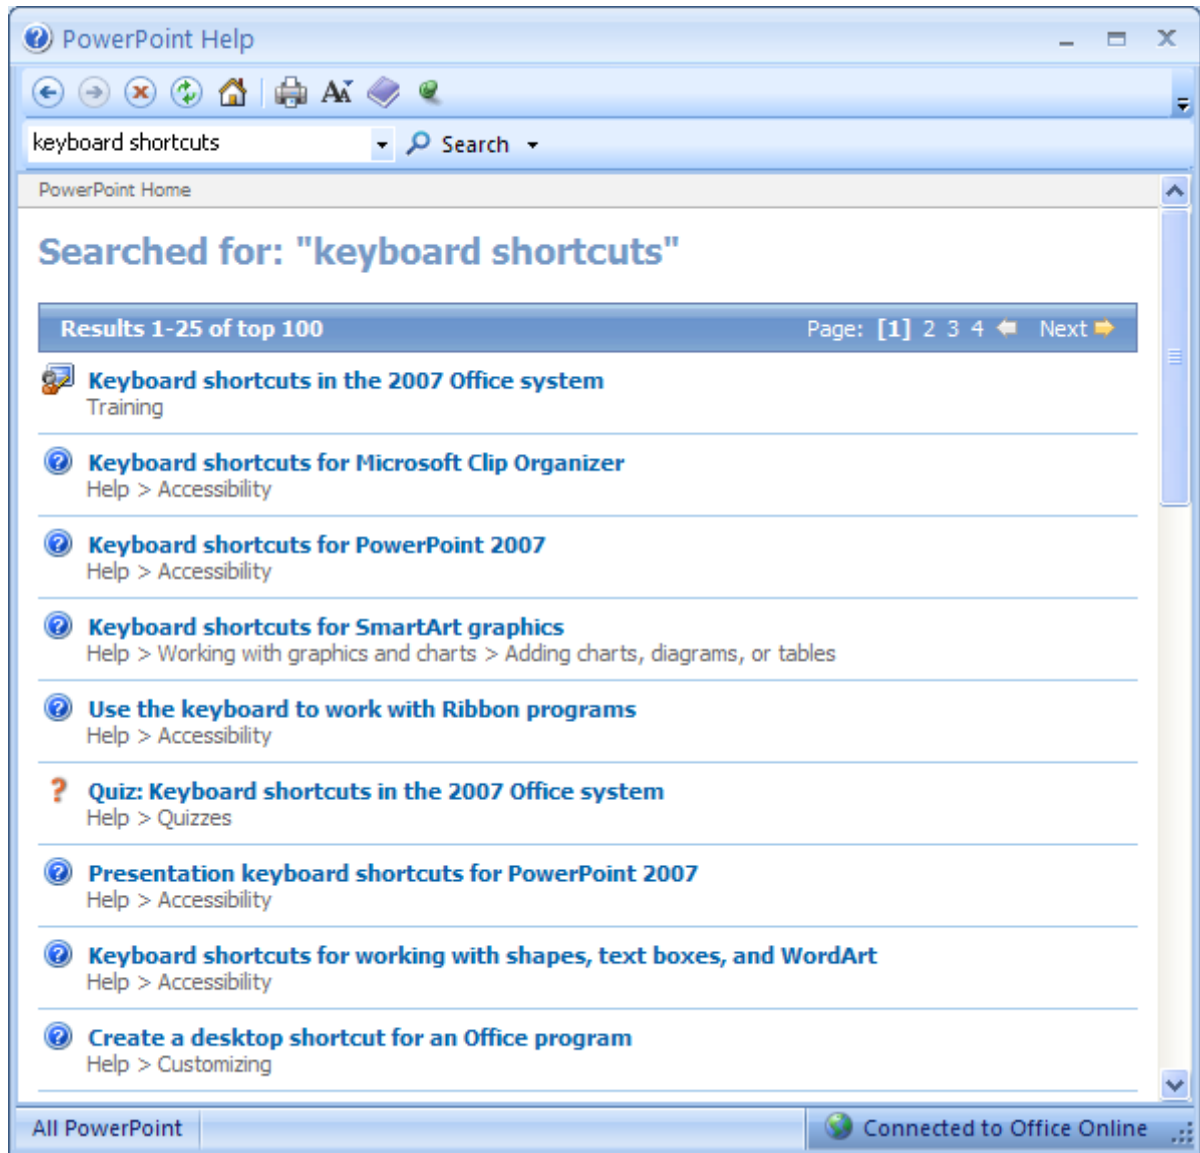 PowerPoint Help
keyboard shortcuts Search
PowerPoint Home
Searched for: "keyboard shortcuts"
Results 1-25 of top 100 Page: [1] 2 3 4 Next
Keyboard shortcuts in the 2007 Office system
Training
Keyboard shortcuts for Microsoft Clip Organizer
Help > Accessibility
Keyboard shortcuts for PowerPoint 2007
Help > Accessibility
Keyboard shortcuts for SmartArt graphics
Help > Working with graphics and charts > Adding charts, diagrams, or tables
Use the keyboard to work with Ribbon programs
Help > Accessibility
Quiz: Keyboard shortcuts in the 2007 Office system
Help > Quizzes
Presentation keyboard shortcuts for PowerPoint 2007
Help > Accessibility
Keyboard shortcuts for working with shapes, text boxes, and WordArt
Help > Accessibility
Create a desktop shortcut for an Office program
Help > Customizing
All PowerPoint Connected to Office Online